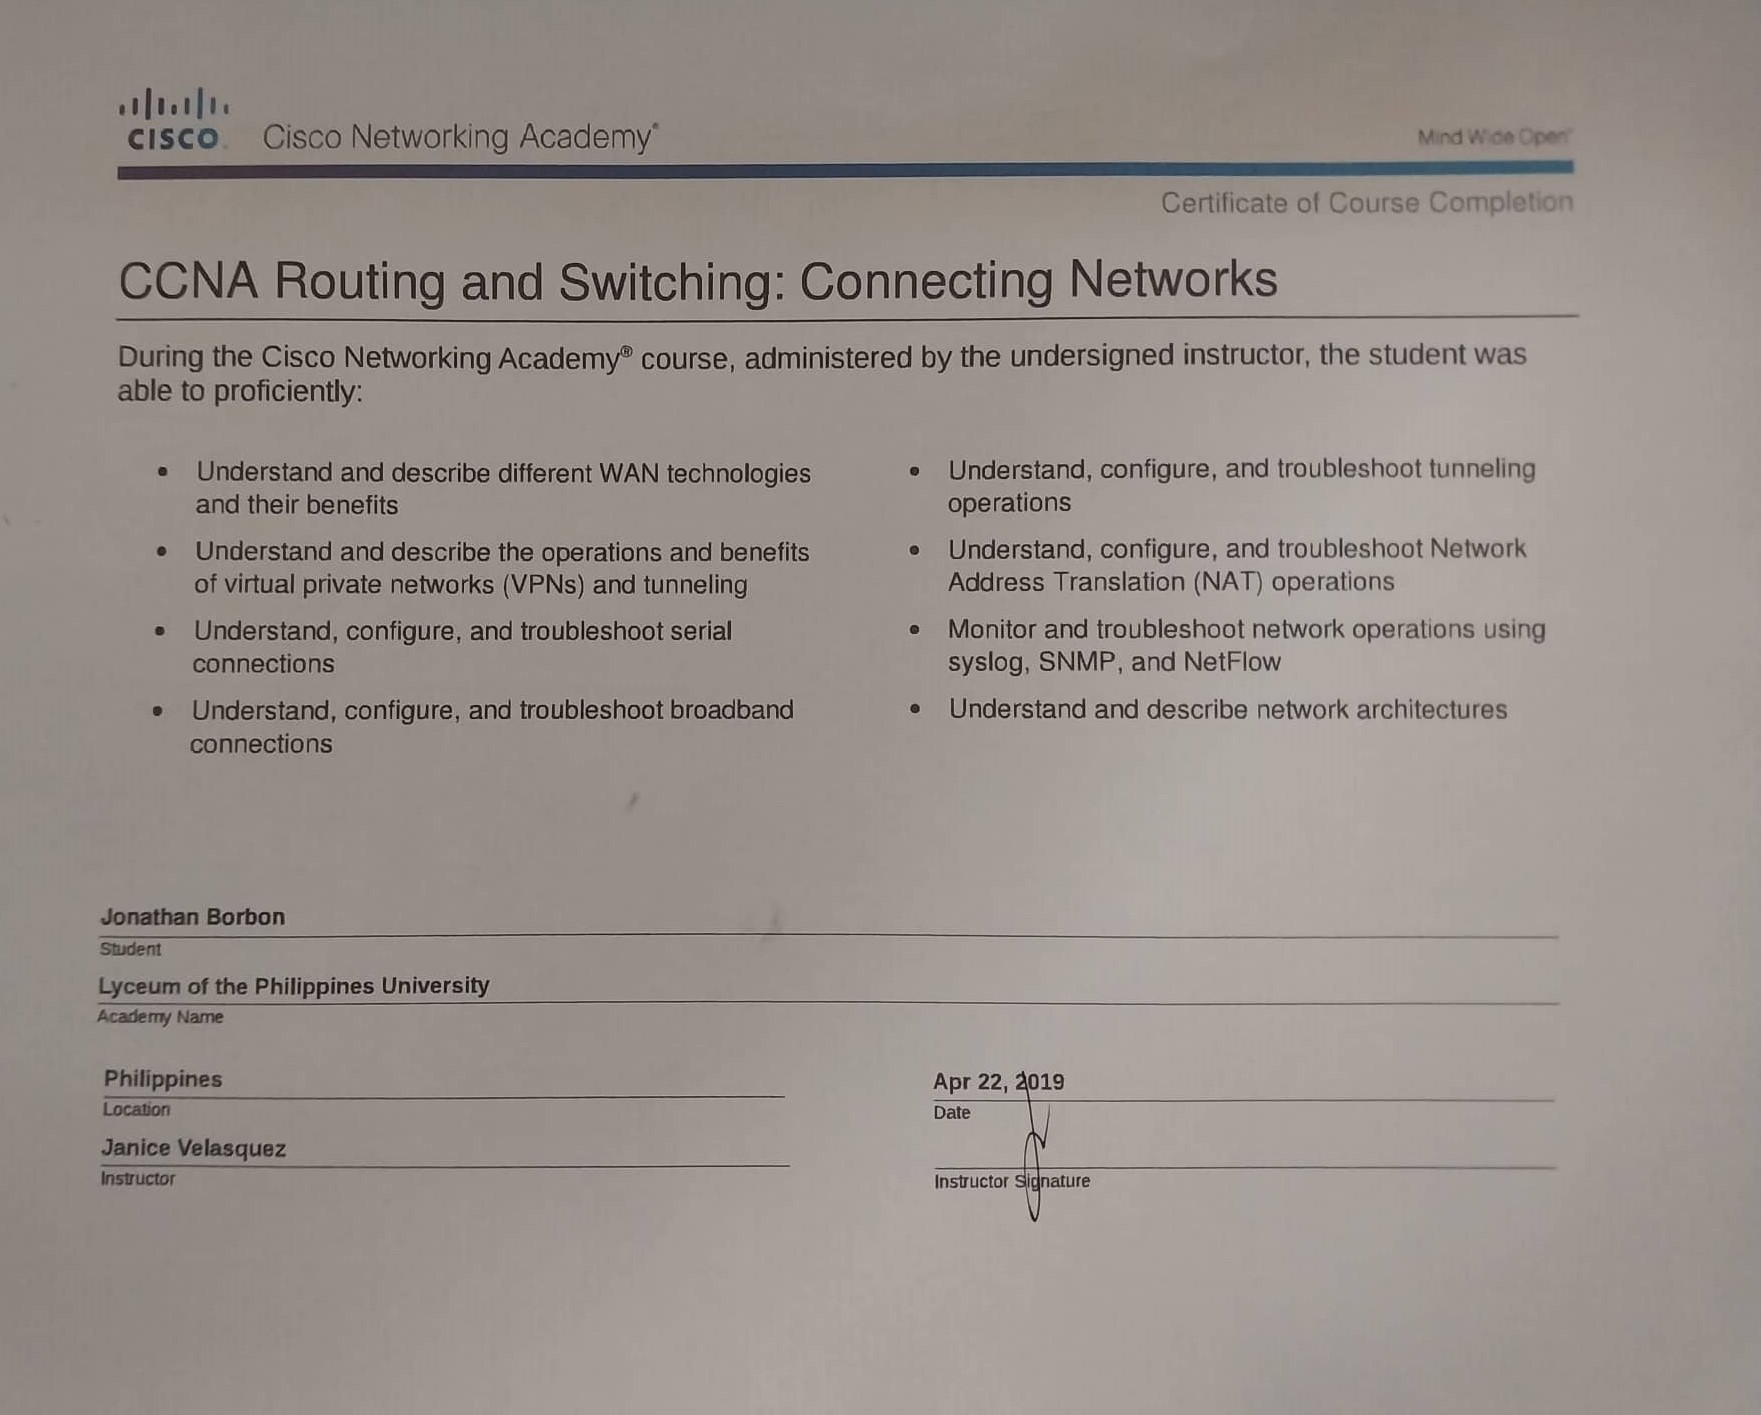 CISCO Cisco Networking Academy®
Mind Wide Open®
Certificate of Course Completion
CCNA Routing and Switching: Connecting Networks
During the Cisco Networking Academy® course, administered by the undersigned instructor, the student was
able to proficiently:
• Understand and describe different WAN technologies
and their benefits
• Understand and describe the operations and benefits
of virtual private networks (VPNs) and tunneling
• Understand, configure, and troubleshoot serial
connections
• Understand, configure, and troubleshoot broadband
connections
• Understand, configure, and troubleshoot tunneling
operations
• Understand, configure, and troubleshoot Network
Address Translation (NAT) operations
• Monitor and troubleshoot network operations using
syslog, SNMP, and NetFlow
• Understand and describe network architectures
Jonathan Borbon
Student
Lyceum of the Philippines University
Academy Name
Philippines
Location
Apr 22, 2019
Date
Janice Velasquez
Instructor
Instructor Signature